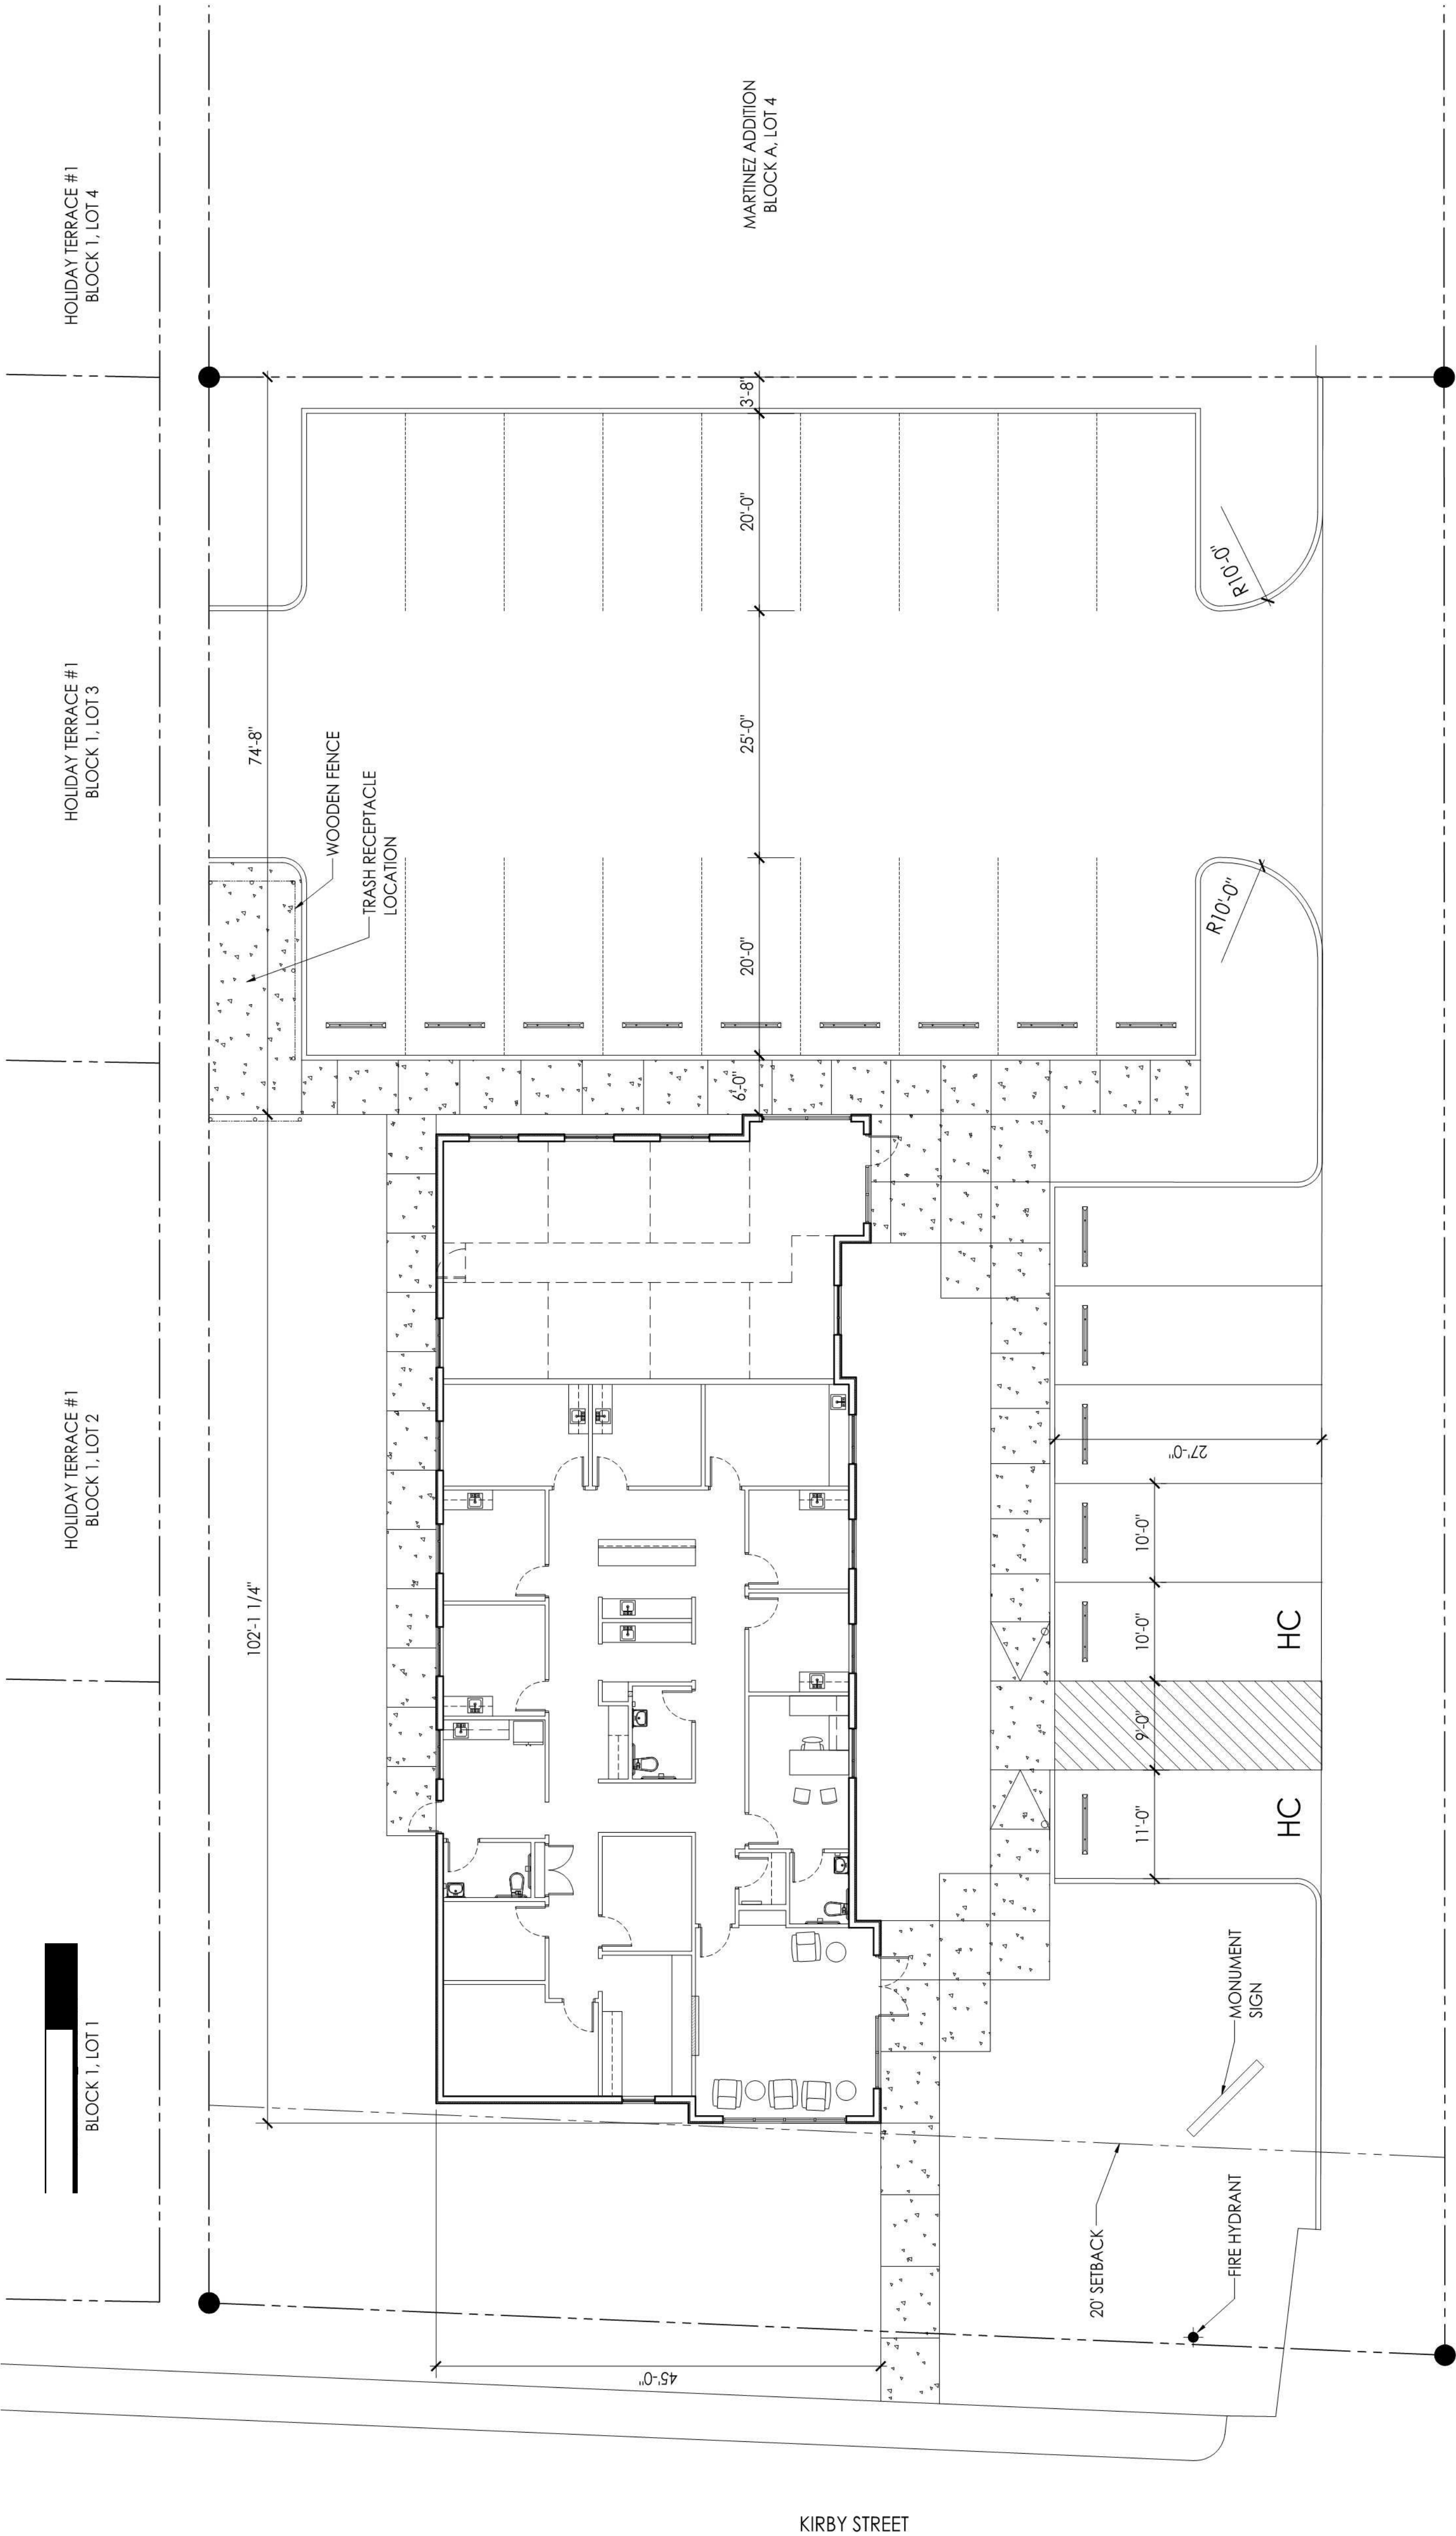 HOLIDAY TERRACE #1
BLOCK 1, LOT 4
HOLIDAY TERRACE #1
BLOCK 1, LOT 3
HOLIDAY TERRACE #1
BLOCK 1, LOT 2
BLOCK 1, LOT 1
MARTINEZ ADDITION
BLOCK A, LOT 4
74'-8"
102'-1 1/4"
WOODEN FENCE
TRASH RECEPTACLE
LOCATION
3'-8"
20'-0"
25'-0"
20'-0"
6'-0"
R10'-0"
R10'-0"
27'-0"
10'-0"
10'-0"
9'-0"
11'-0"
HC
HC
MONUMENT
SIGN
20' SETBACK
FIRE HYDRANT
45'-0"
KIRBY STREET